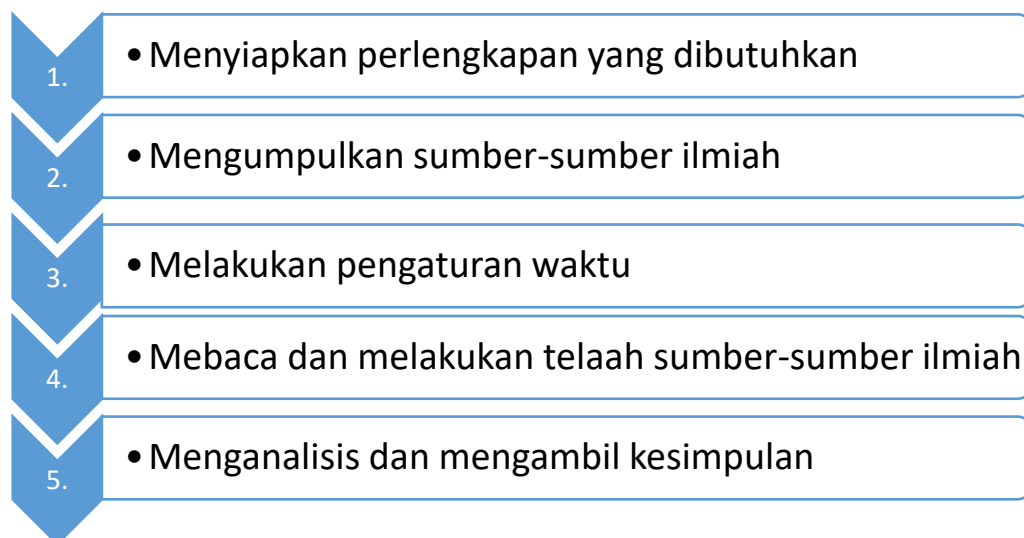 1. • Menyiapkan perlengkapan yang dibutuhkan
2. • Mengumpulkan sumber-sumber ilmiah
3. • Melakukan pengaturan waktu
4. • Mebaca dan melakukan telaah sumber-sumber ilmiah
5. • Menganalisis dan mengambil kesimpulan